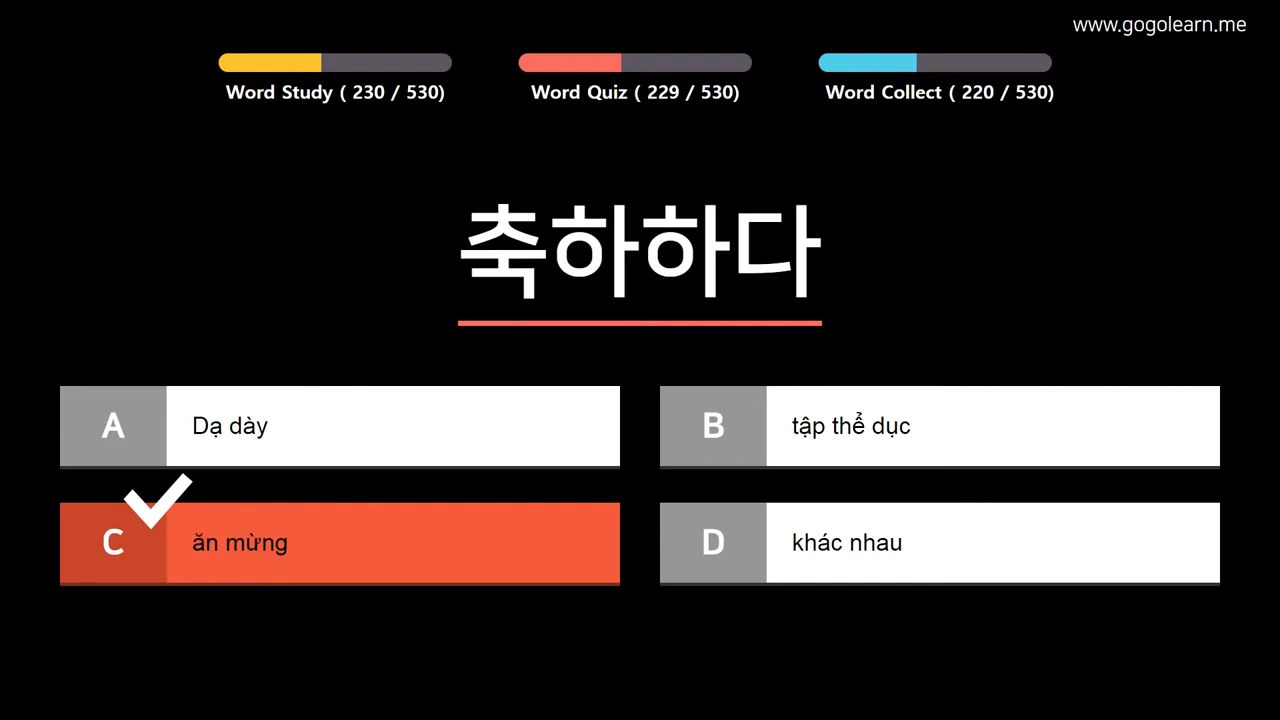 www.gogolearn.me
Word Study ( 230 / 530)
Word Quiz ( 229 / 530)
Word Collect ( 220 / 530)
축하하다
A
Dạ dày
B
tập thể dục
C
ăn mừng
D
khác nhau